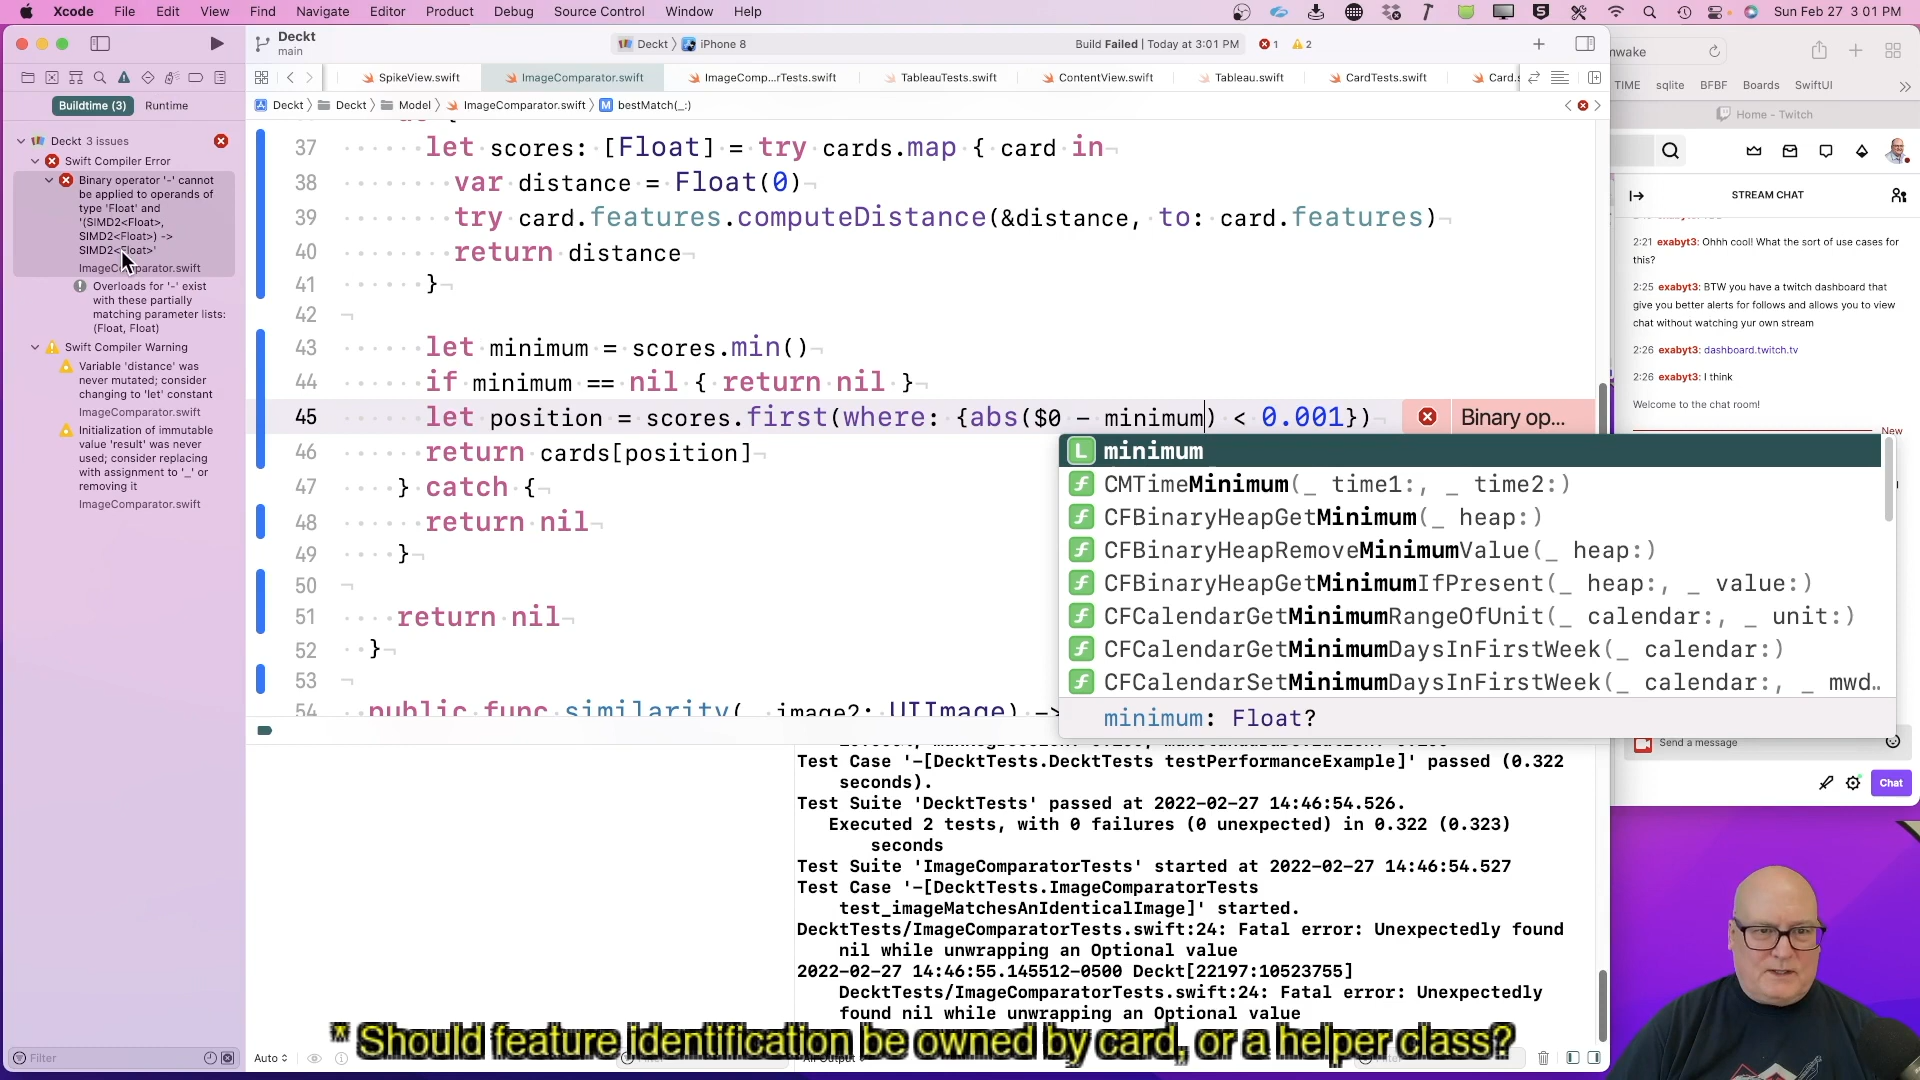 Xcode File Edit View Find Navigate Editor Product Debug Source Control Window Help
Sun Feb 27 3:01 PM
Deckt
main
Deckt 〉 iPhone 8
Build Failed | Today at 3:01 PM
1
2
SpikeView.swift
ImageComparator.swift
ImageComp...rTests.swift
TableauTests.swift
ContentView.swift
Tableau.swift
CardTests.swift
Card.s
Buildtime (3)
Runtime
Deckt 〉 Deckt 〉 Model 〉 ImageComparator.swift 〉 M bestMatch(_:)
Deckt 3 issues
Swift Compiler Error
Binary operator '-' cannot
be applied to operands of
type 'Float' and
'(SIMD2<Float>,
SIMD2<Float>) ->
SIMD2<Float>'
ImageComparator.swift
Overloads for '-' exist
with these partially
matching parameter lists:
(Float, Float)
Swift Compiler Warning
Variable 'distance' was
never mutated; consider
changing to 'let' constant
ImageComparator.swift
Initialization of immutable
value 'result' was never
used; consider replacing
with assignment to '_' or
removing it
ImageComparator.swift
37 let scores: [Float] = try cards.map { card in
38 var distance = Float(0)
39 try card.features.computeDistance(&distance, to: card.features)
40 return distance
41 }
42
43 let minimum = scores.min()
44 if minimum == nil { return nil }
45 let position = scores.first(where: {abs($0 - minimum) < 0.001})
Binary op...
46 return cards[position]
47 } catch {
48 return nil
49 }
50
51 return nil
52 }
53
54 public func similarity(_ image2: UIImage) ->
L minimum
f CMTimeMinimum(_ time1:, _ time2:)
f CFBinaryHeapGetMinimum(_ heap:)
f CFBinaryHeapRemoveMinimumValue(_ heap:)
f CFBinaryHeapGetMinimumIfPresent(_ heap:, _ value:)
f CFCalendarGetMinimumRangeOfUnit(_ calendar:, _ unit:)
f CFCalendarGetMinimumDaysInFirstWeek(_ calendar:)
f CFCalendarSetMinimumDaysInFirstWeek(_ calendar:, _ mwd…
minimum: Float?
Test Case '-[DecktTests.DecktTests testPerformanceExample]' passed (0.322
seconds).
Test Suite 'DecktTests' passed at 2022-02-27 14:46:54.526.
Executed 2 tests, with 0 failures (0 unexpected) in 0.322 (0.323)
seconds
Test Suite 'ImageComparatorTests' started at 2022-02-27 14:46:54.527
Test Case '-[DecktTests.ImageComparatorTests
test_imageMatchesAnIdenticalImage]' started.
DecktTests/ImageComparatorTests.swift:24: Fatal error: Unexpectedly found
nil while unwrapping an Optional value
2022-02-27 14:46:55.145512-0500 Deckt[22197:10523755]
DecktTests/ImageComparatorTests.swift:24: Fatal error: Unexpectedly
found nil while unwrapping an Optional value
* Should feature identification be owned by card, or a helper class?
Filter
Auto
nwake
TIME sqlite BFBF Boards SwiftUI
Home - Twitch
STREAM CHAT
2:21 exabyt3: Ohhh cool! What the sort of use cases for
this?
2:25 exabyt3: BTW you have a twitch dashboard that
give you better alerts for follows and allows you to view
chat without watching yur own stream
2:26 exabyt3: dashboard.twitch.tv
2:26 exabyt3: I think
Welcome to the chat room!
New
Send a message
Chat